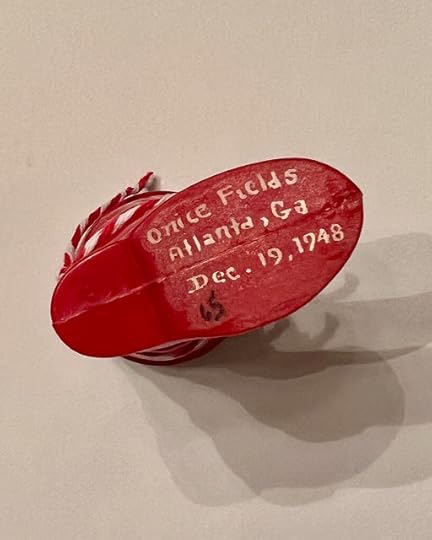 Onice Fields
Atlanta, Ga
Dec. 19, 1948
65